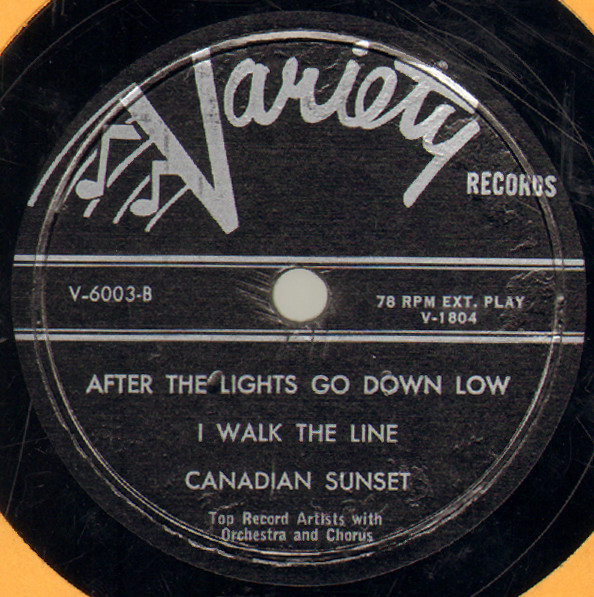 Variety
RECORDS
V-6003-B
78 RPM EXT. PLAY
V-1804
AFTER THE LIGHTS GO DOWN LOW
I WALK THE LINE
CANADIAN SUNSET
Top Record Artists with
Orchestra and Chorus